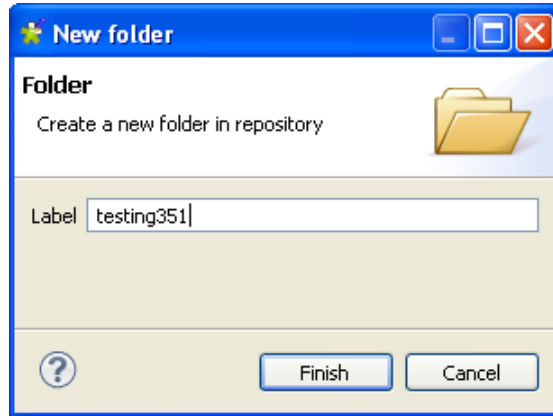 New folder
Folder
Create a new folder in repository
Label testing351
? Finish Cancel